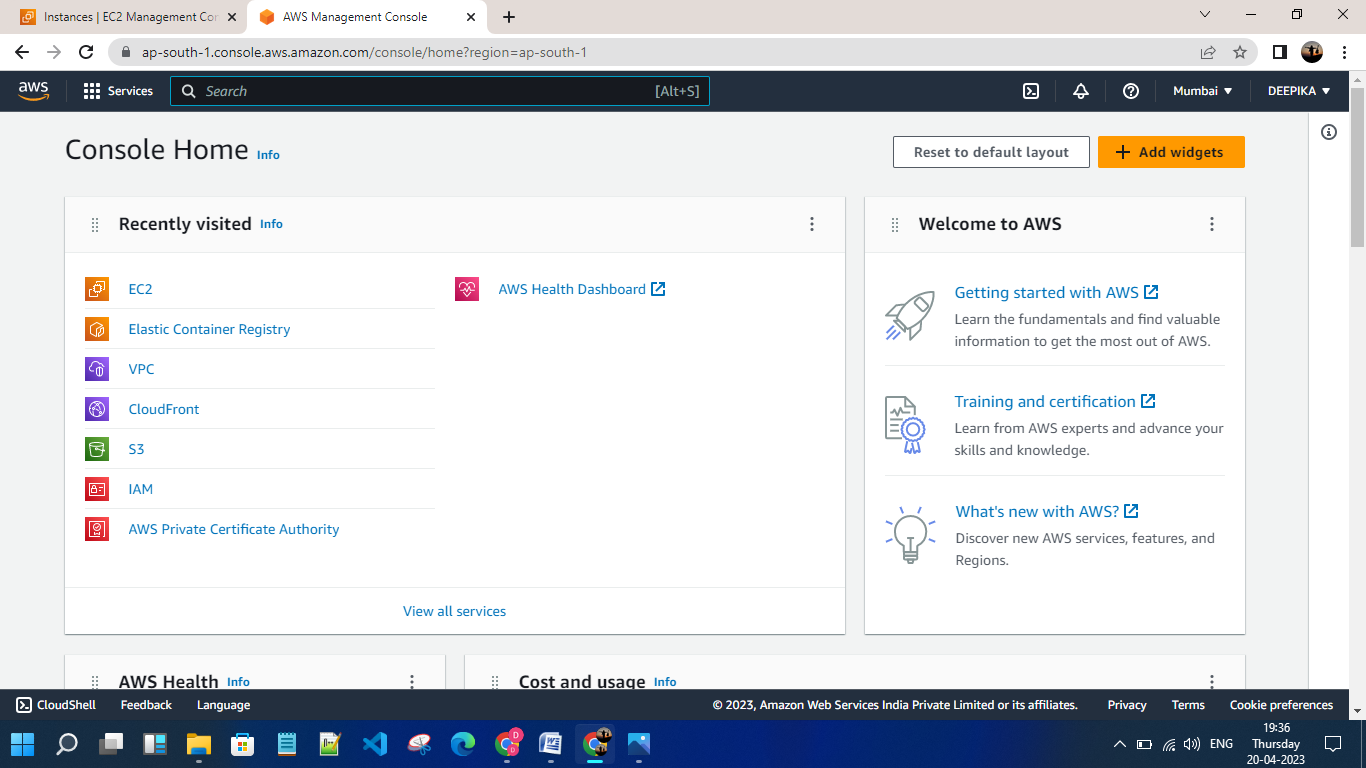 Instances | EC2 Management Con
AWS Management Console
ap-south-1.console.aws.amazon.com/console/home?region=ap-south-1
aws
Services
Search
[Alt+S]
Mumbai
DEEPIKA
Console Home
Info
Reset to default layout
Add widgets
Recently visited
Info
EC2
Elastic Container Registry
VPC
CloudFront
S3
IAM
AWS Private Certificate Authority
AWS Health Dashboard
View all services
Welcome to AWS
Getting started with AWS
Learn the fundamentals and find valuable
information to get the most out of AWS.
Training and certification
Learn from AWS experts and advance your
skills and knowledge.
What's new with AWS?
Discover new AWS services, features, and
Regions.
AWS Health
Info
Cost and usage
Info
CloudShell
Feedback
Language
© 2023, Amazon Web Services India Private Limited or its affiliates.
Privacy
Terms
Cookie preferences
D
D
ENG
19:36
Thursday
20-04-2023